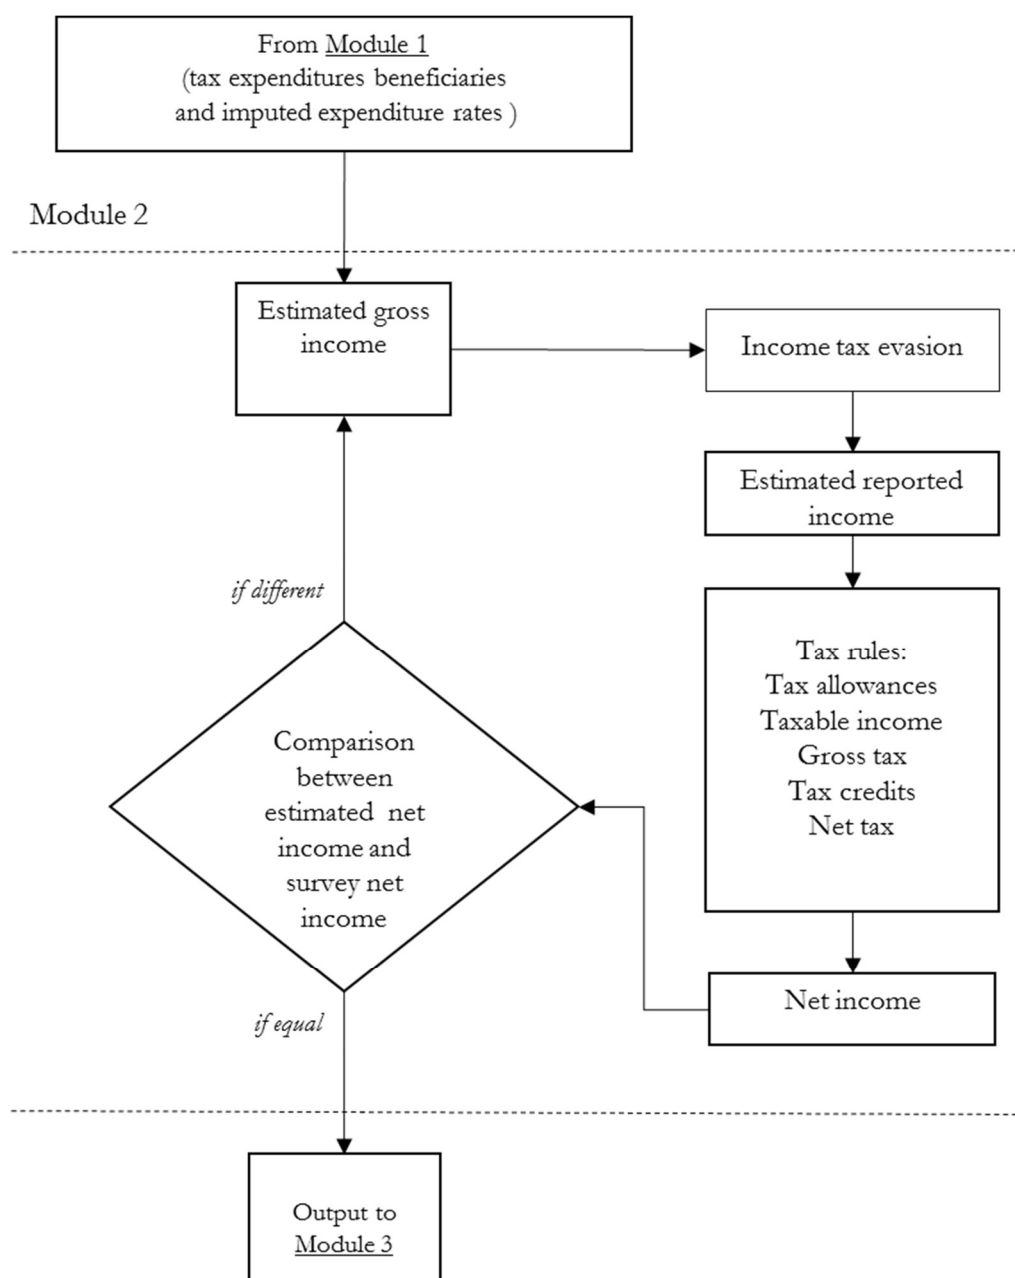 From Module 1
(tax expenditures beneficiaries
and imputed expenditure rates )
Module 2
Estimated gross
income
Income tax evasion
Estimated reported
income
Tax rules:
Tax allowances
Taxable income
Gross tax
Tax credits
Net tax
Net income
if different
Comparison
between
estimated net
income and
survey net
income
if equal
Output to
Module 3